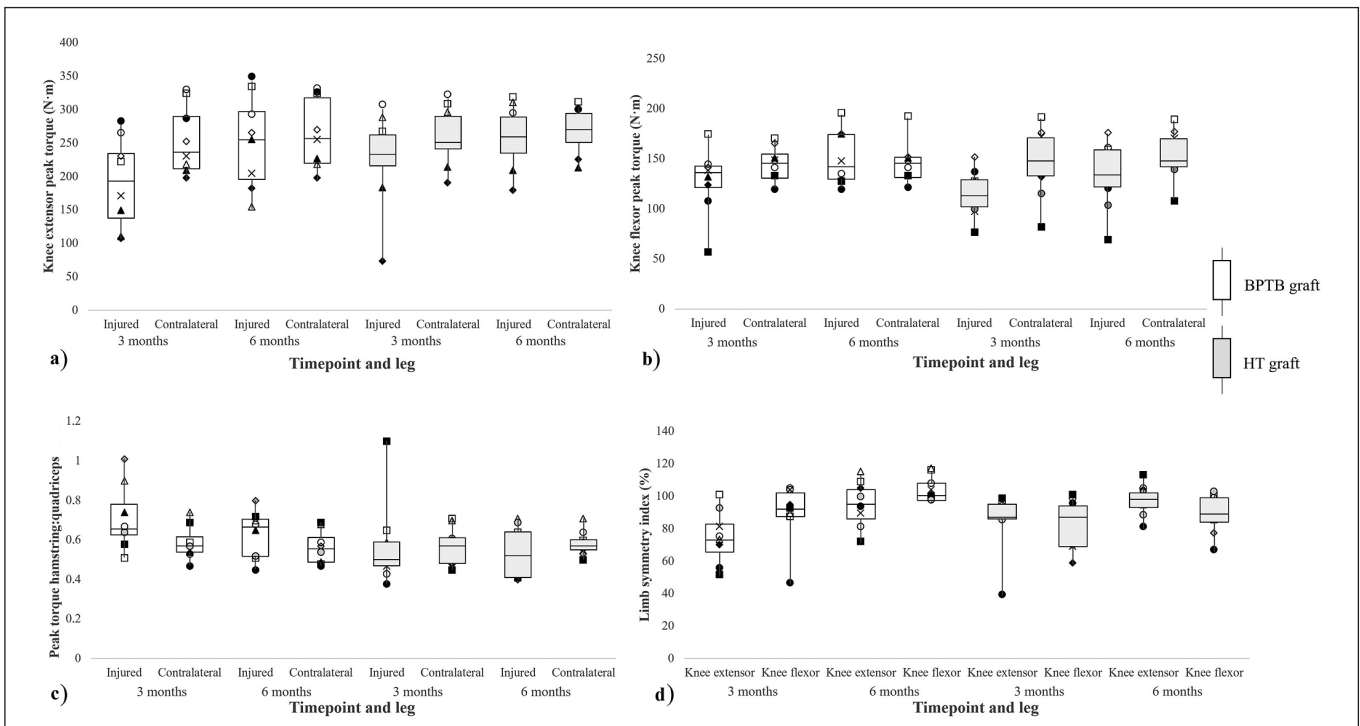 400
350
300
250
200
150
100
50
0
Knee extensor peak torque (N·m)
Injured Contralateral Injured Contralateral Injured Contralateral Injured Contralateral
3 months 6 months 3 months 6 months
a) Timepoint and leg
250
200
150
100
50
0
Knee flexor peak torque (N·m)
Injured Contralateral Injured Contralateral Injured Contralateral Injured Contralateral
3 months 6 months 3 months 6 months
b) Timepoint and leg
BPTB graft
HT graft
1.2
1
0.8
0.6
0.4
0.2
0
Peak torque hamstring:quadriceps
Injured Contralateral Injured Contralateral Injured Contralateral Injured Contralateral
3 months 6 months 3 months 6 months
c) Timepoint and leg
140
120
100
80
60
40
20
0
Limb symmetry index (%)
Knee extensor Knee flexor Knee extensor Knee flexor Knee extensor Knee flexor Knee extensor Knee flexor
3 months 6 months 3 months 6 months
d) Timepoint and leg